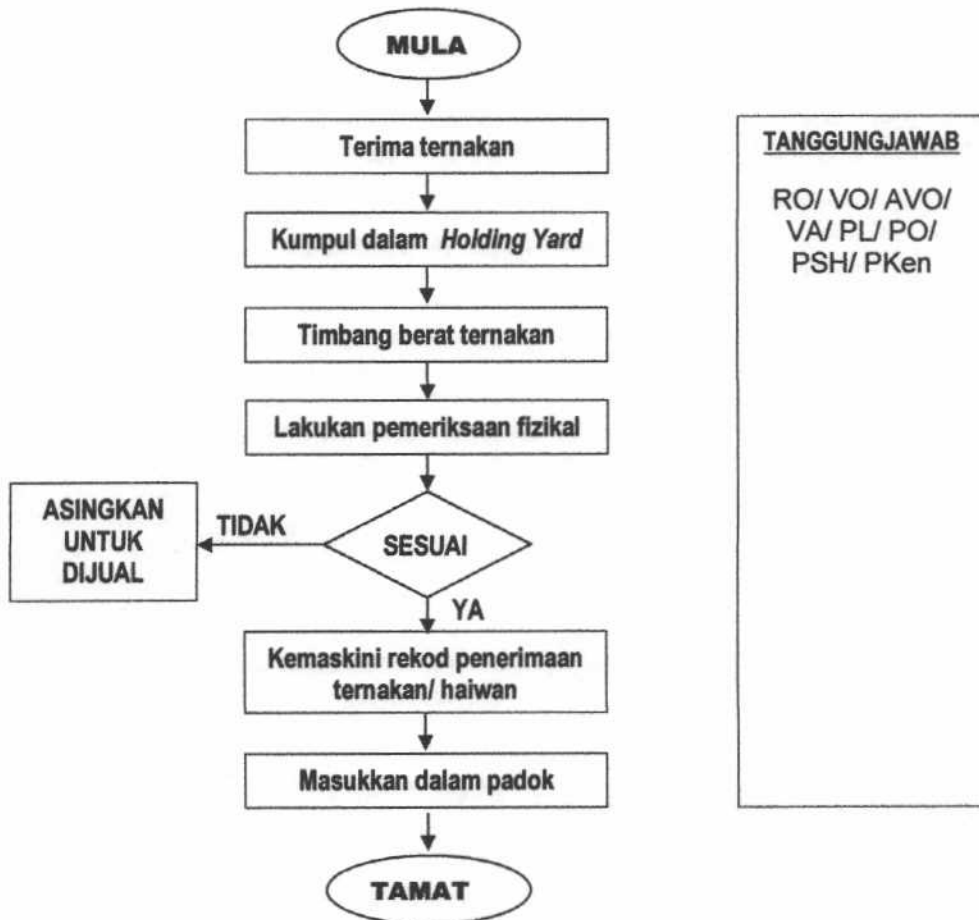 MULA
Terima ternakan
Kumpul dalam Holding Yard
Timbang berat ternakan
Lakukan pemeriksaan fizikal
SESUAI
TIDAK
ASINGKAN
UNTUK
DIJUAL
YA
Kemaskini rekod penerimaan
ternakan/ haiwan
Masukkan dalam padok
TAMAT
TANGGUNGJAWAB
RO/ VO/ AVO/
VA/ PL/ PO/
PSH/ PKen